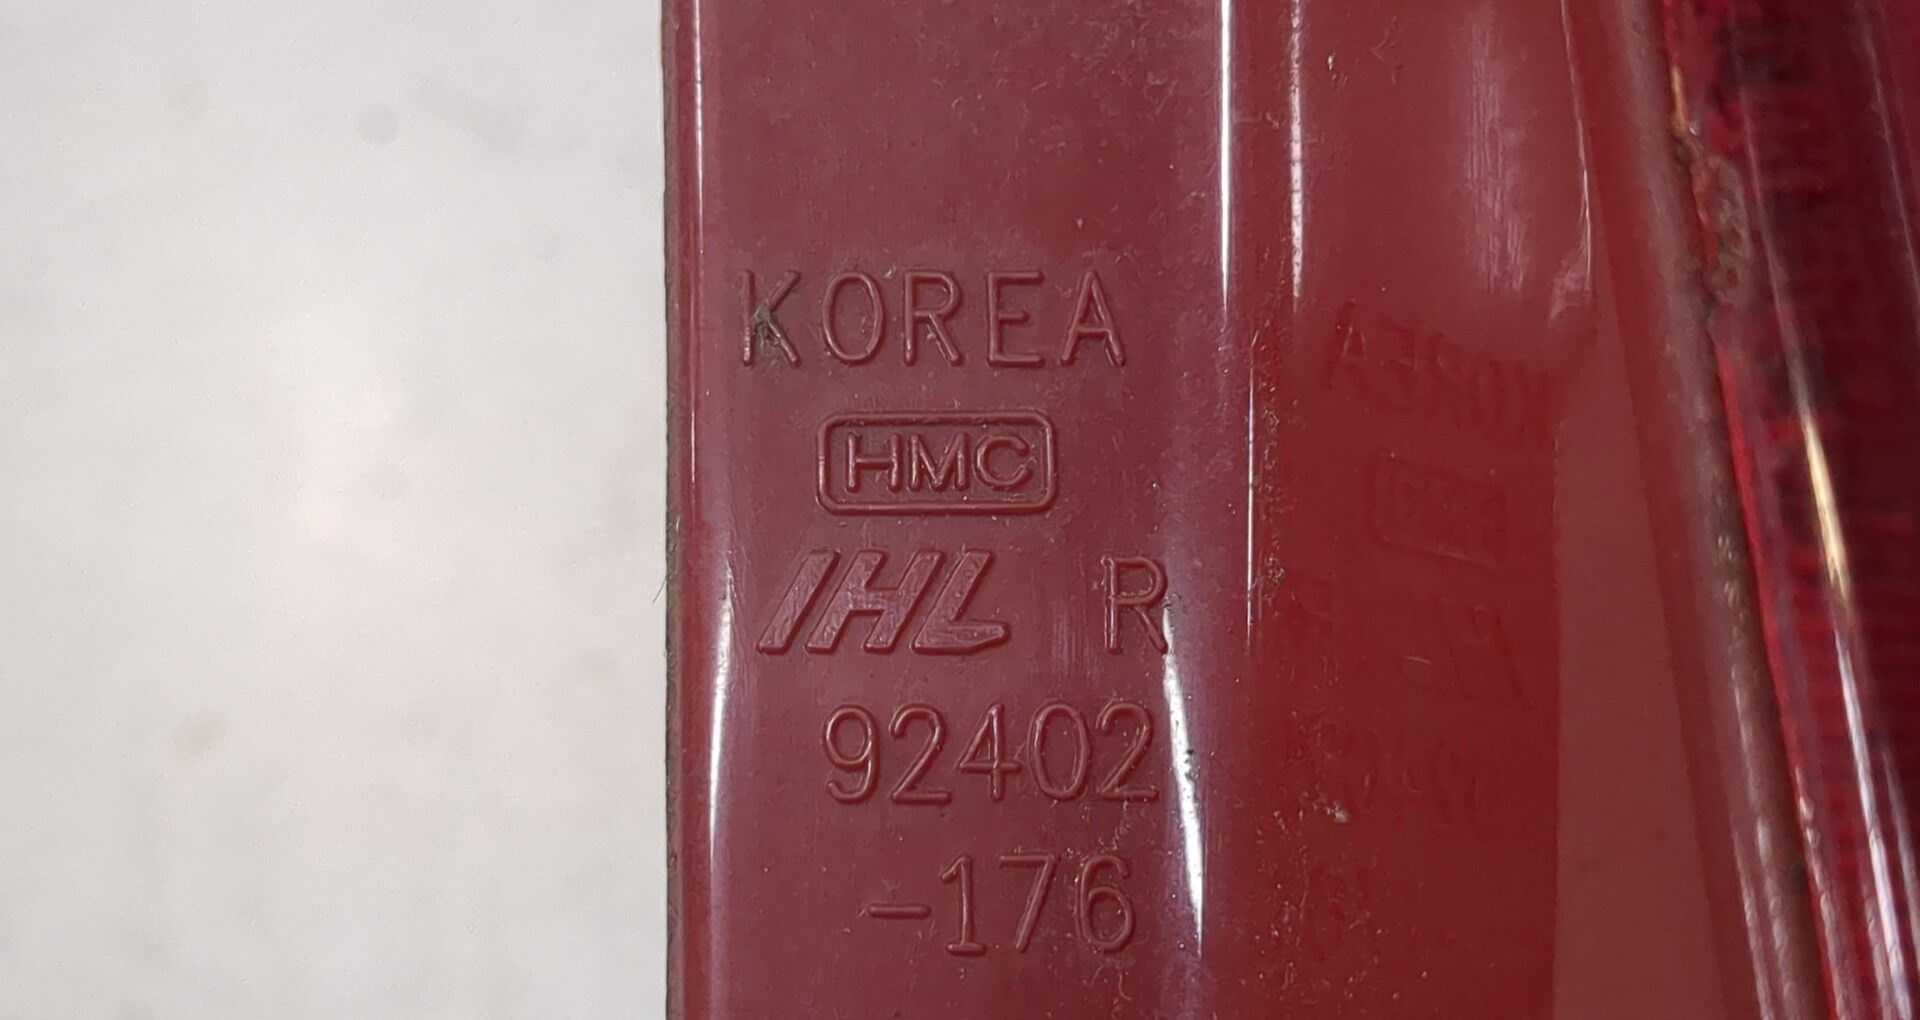 KOREA
HMC
IHL R
92402
-176